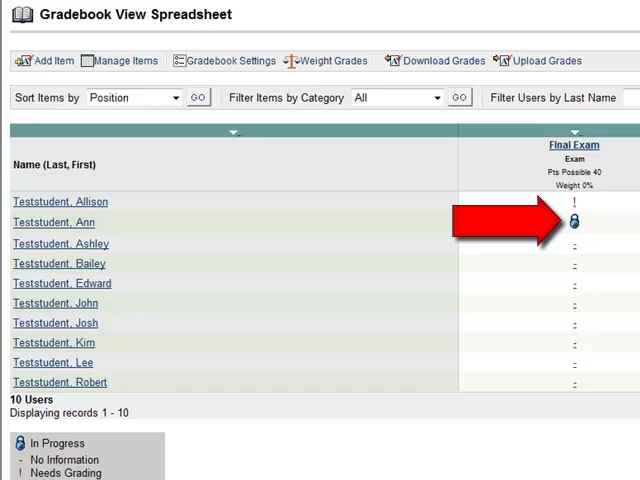 Gradebook View Spreadsheet
Add Item Manage Items Gradebook Settings Weight Grades Download Grades Upload Grades
Sort Items by Position GO Filter Items by Category All GO Filter Users by Last Name
Name (Last, First)
FInal Exam
Exam
Pts Possible 40
Weight 0%
Teststudent, Allison !
Teststudent, Ann
Teststudent, Ashley -
Teststudent, Bailey -
Teststudent, Edward -
Teststudent, John -
Teststudent, Josh -
Teststudent, Kim -
Teststudent, Lee -
Teststudent, Robert -
10 Users
Displaying records 1 - 10
In Progress
- No Information
! Needs Grading